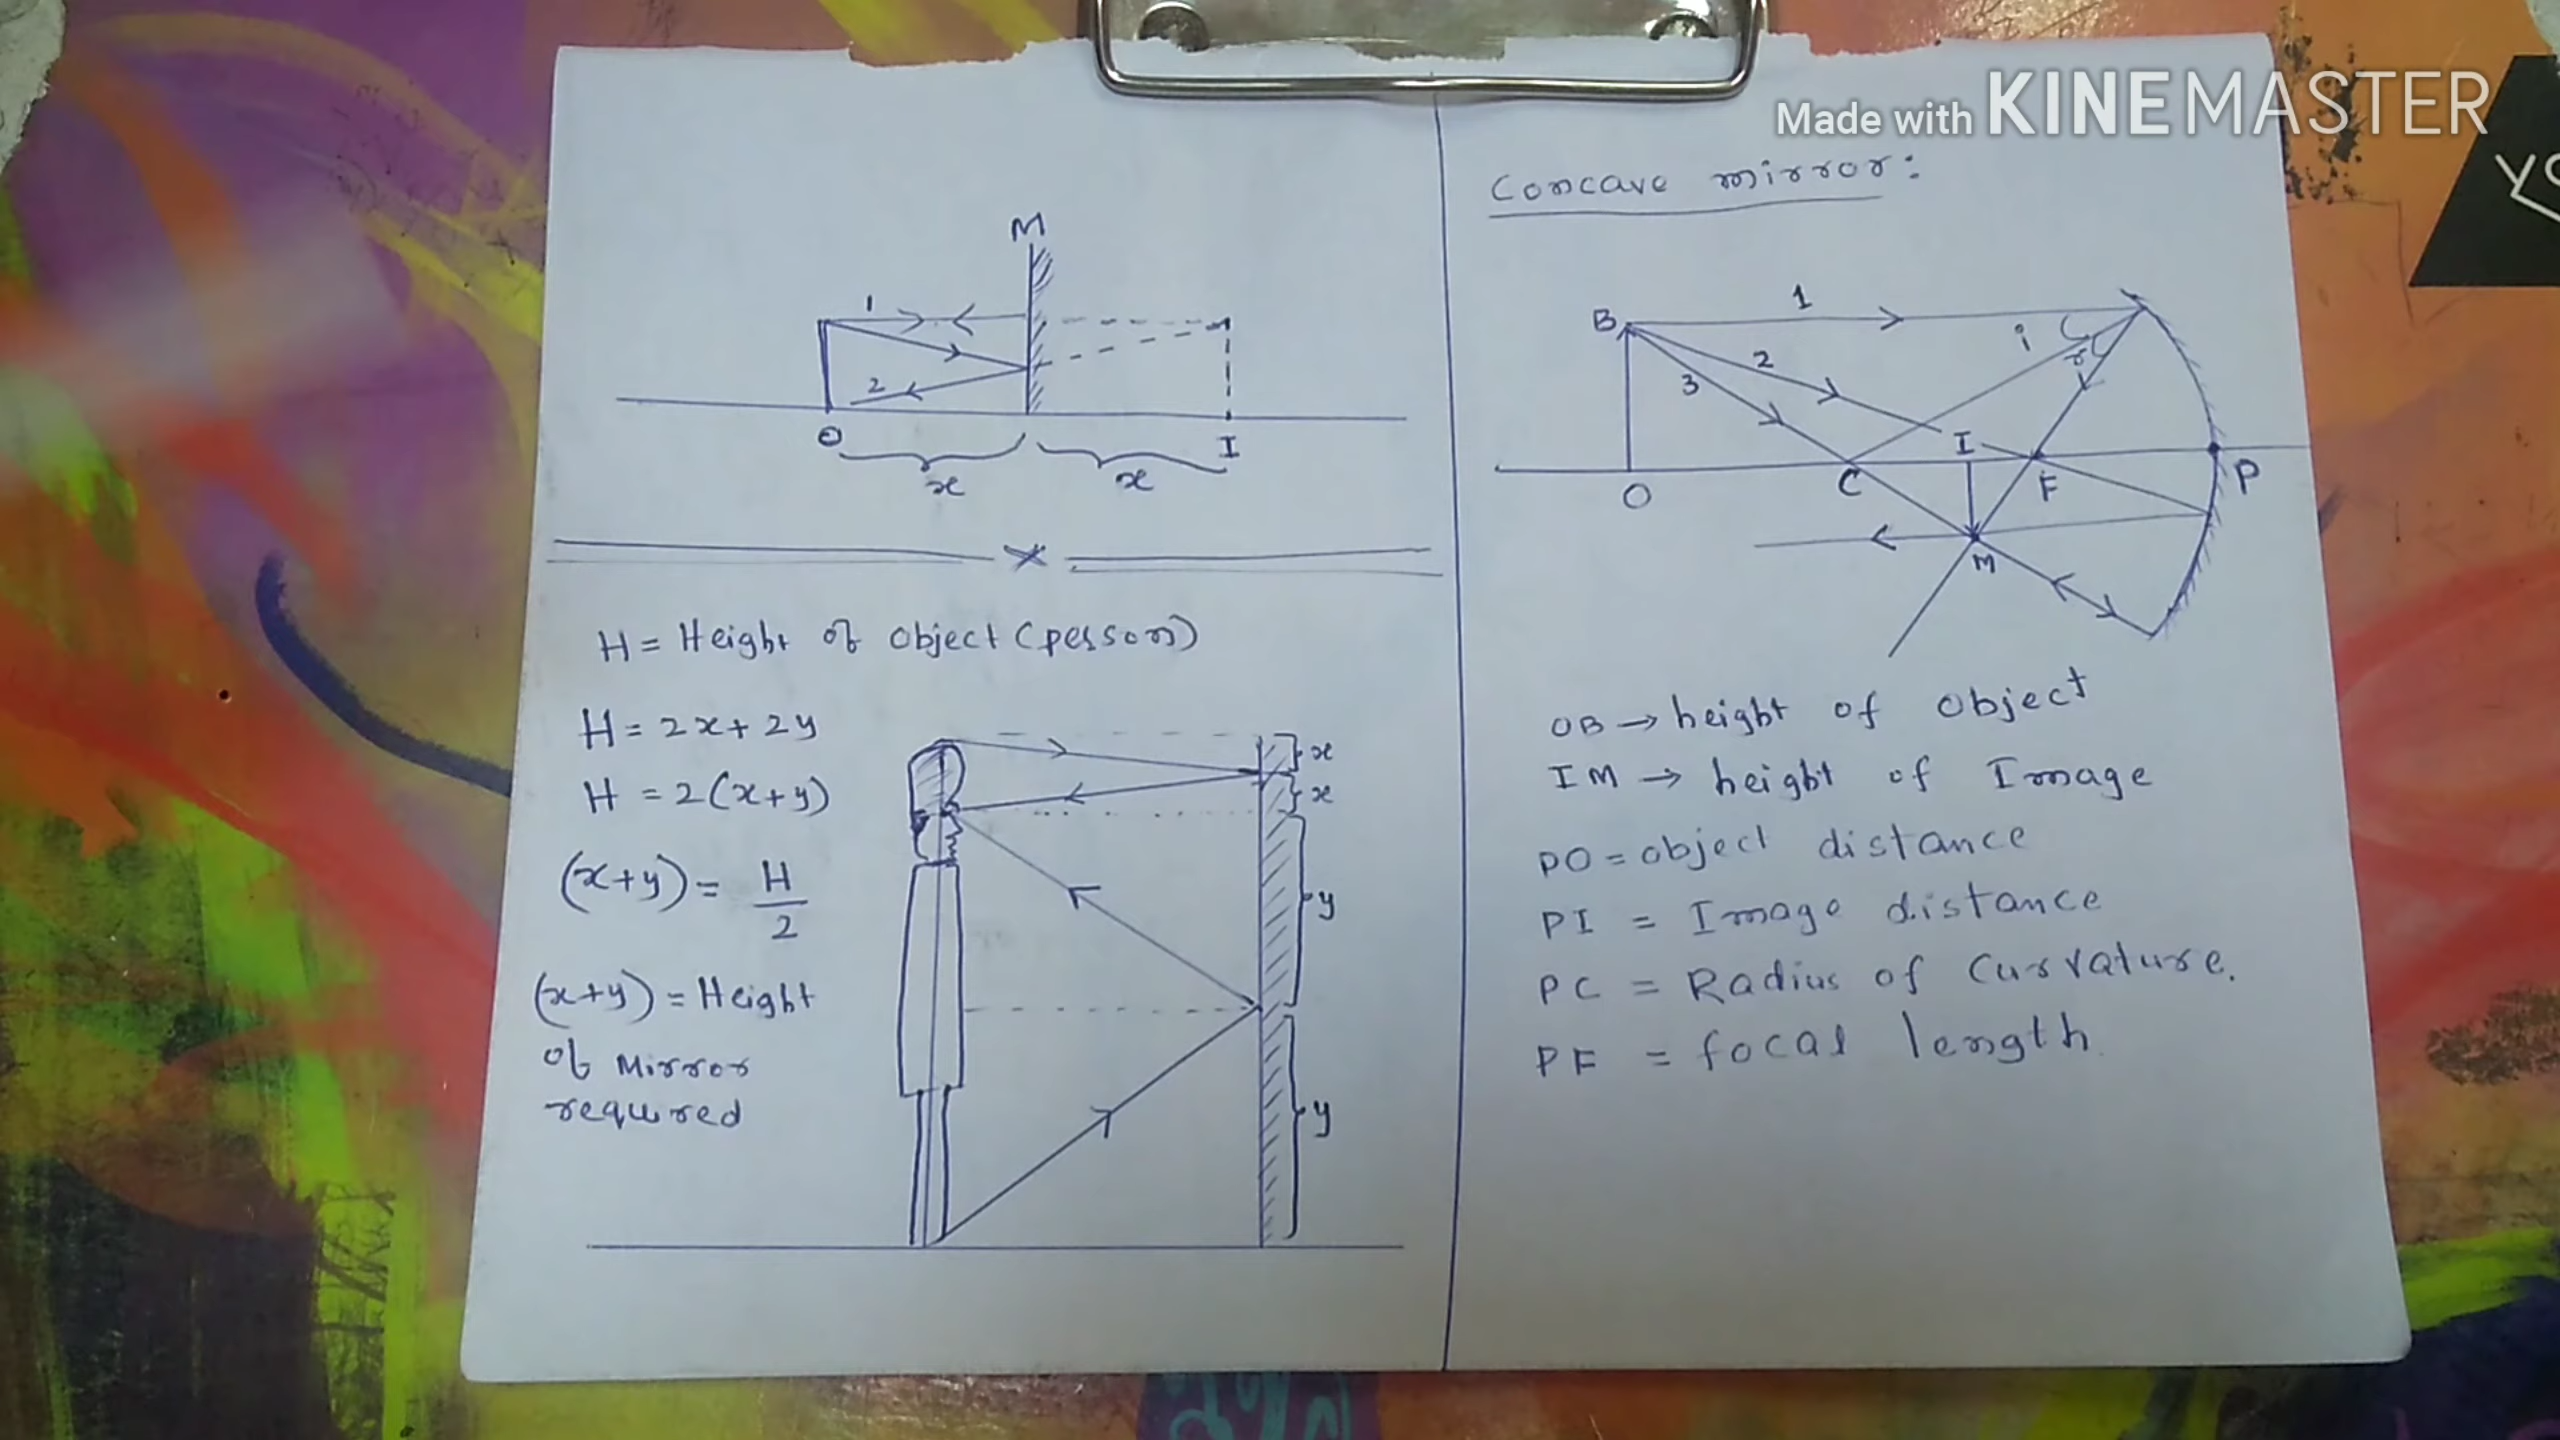 Made with KINEMASTER
M
1
2
O
I
x
x
H = Height of object (person)
H = 2x + 2y
H = 2(x+y)
(x+y) = H/2
(x+y) = Height
of Mirror
required
x
x
y
y
Concave mirror:
B
1
2
3
i
r
I
O
C
F
P
M
OB → height of object
IM → height of Image
PO = object distance
PI = Image distance
PC = Radius of Curvature.
PF = focal length.